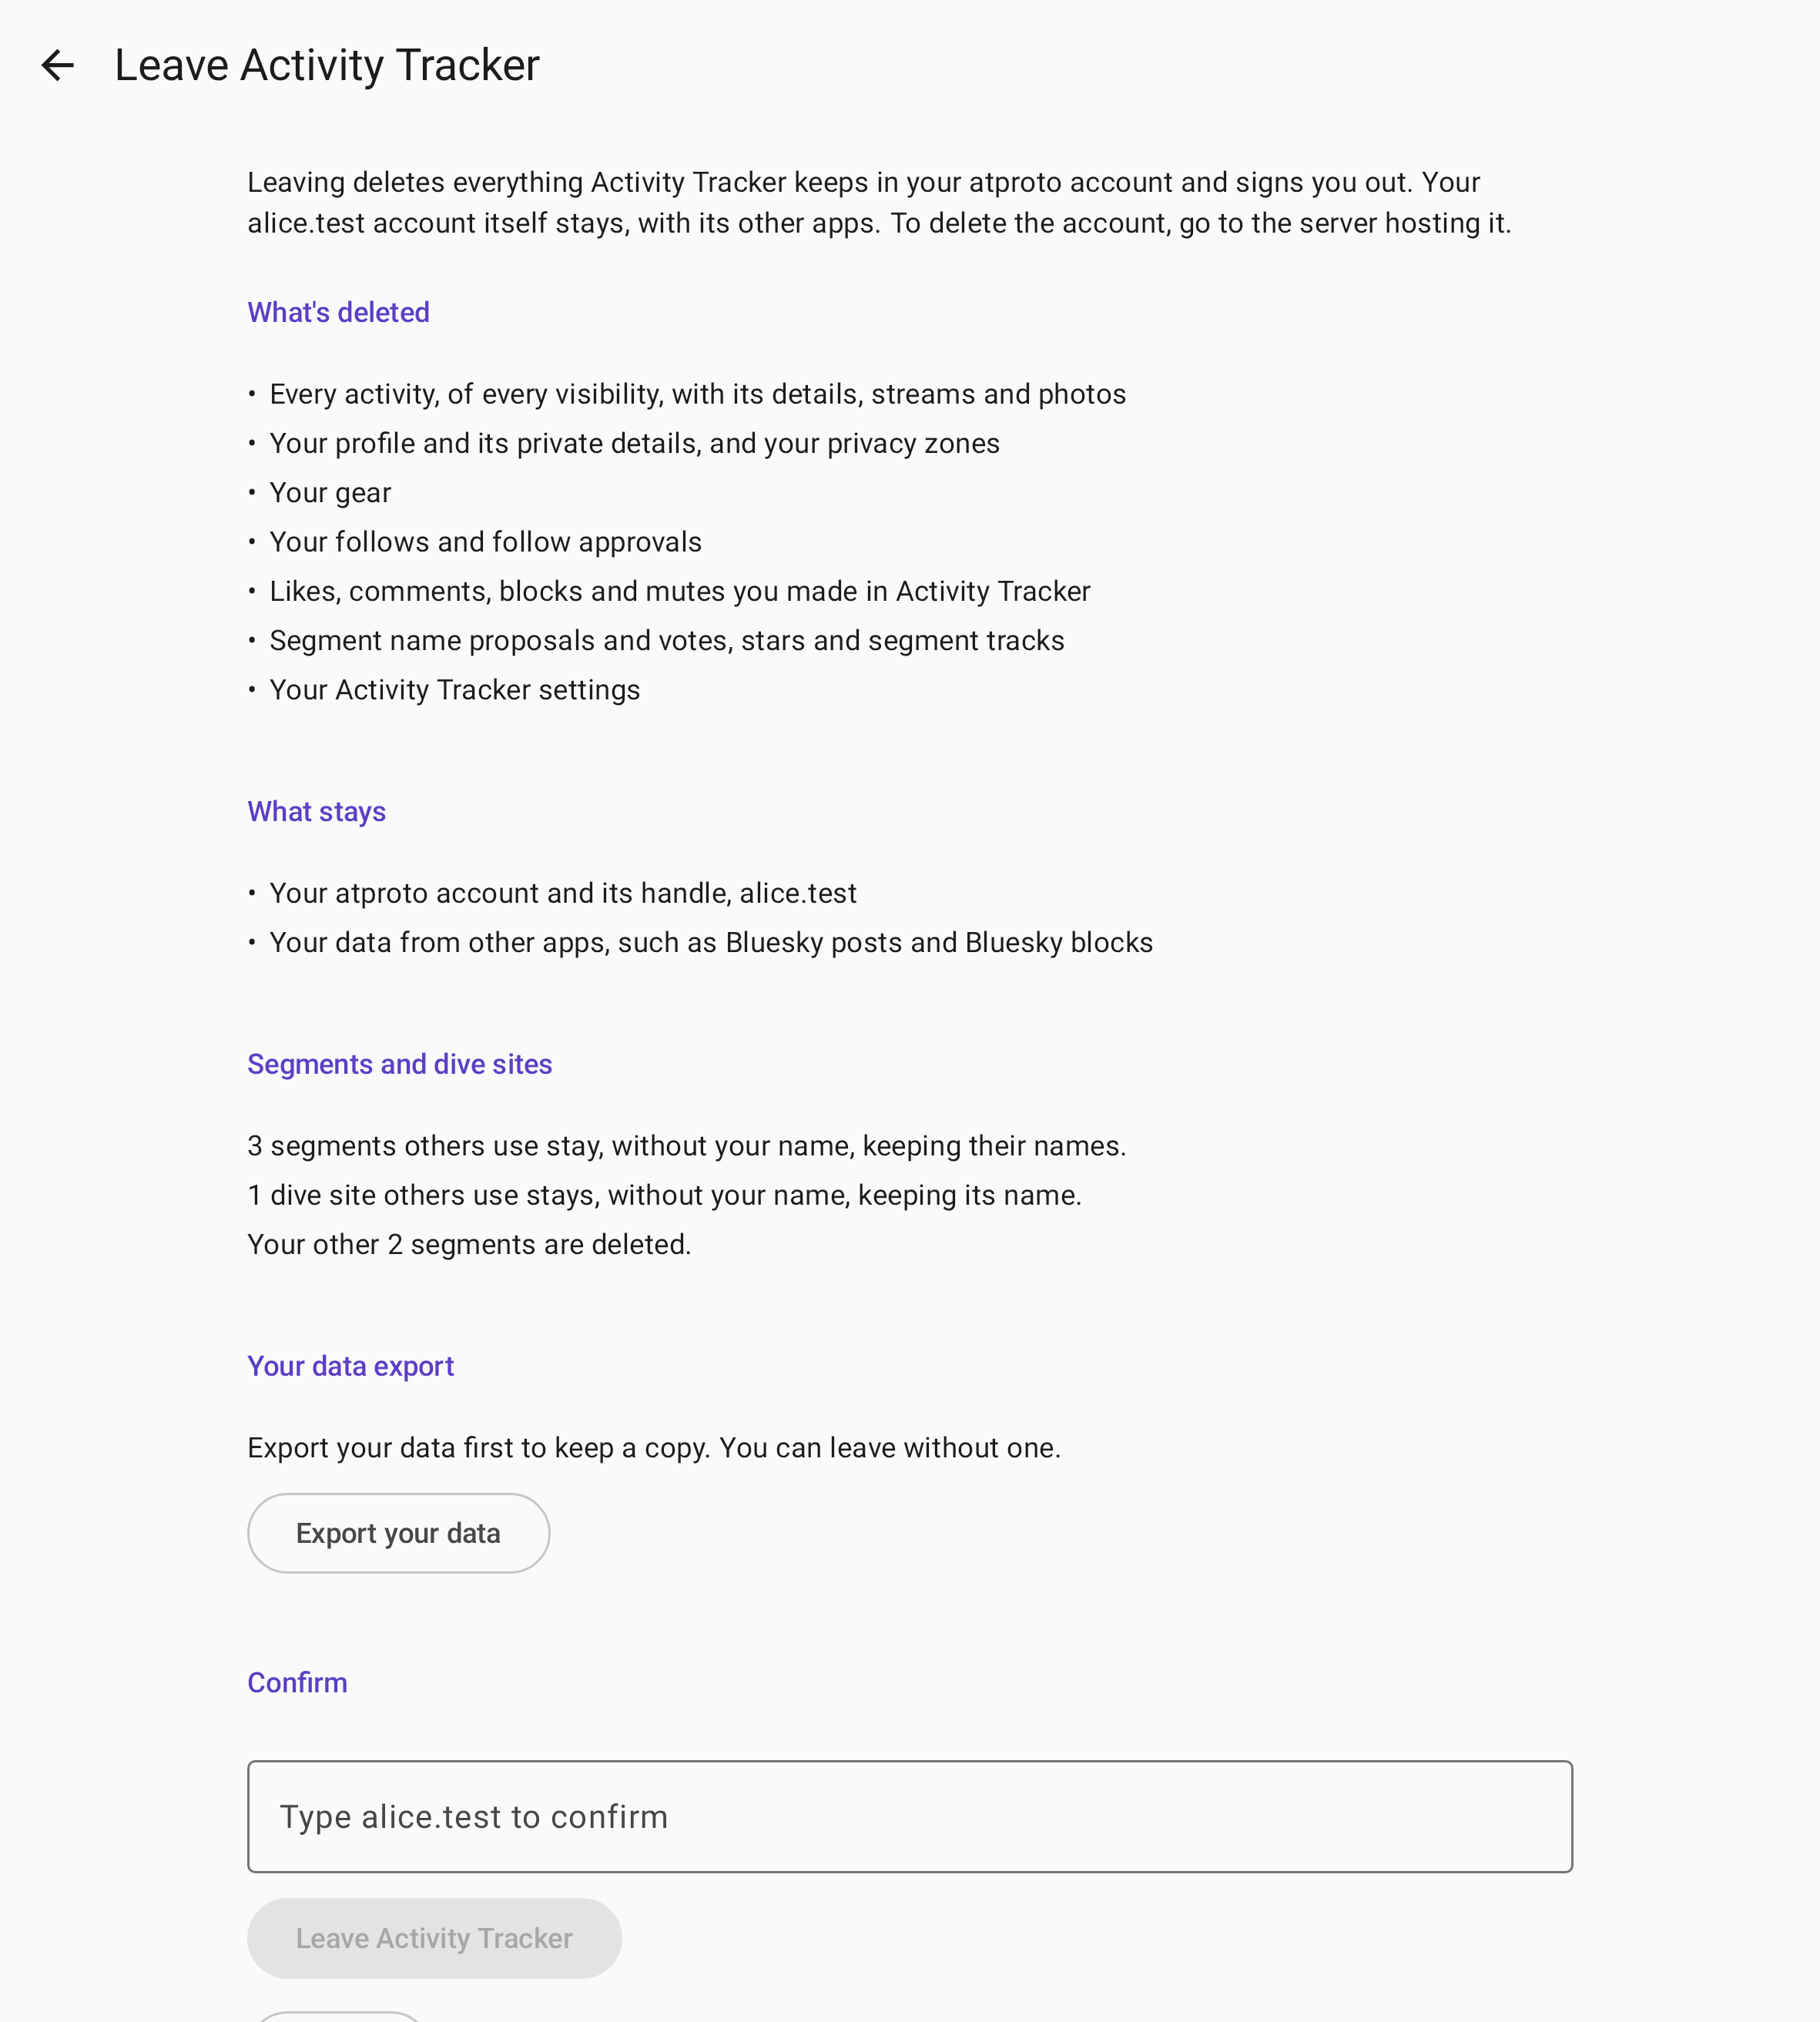 Leave Activity Tracker
Leaving deletes everything Activity Tracker keeps in your atproto account and signs you out. Your
alice.test account itself stays, with its other apps. To delete the account, go to the server hosting it.
What's deleted
• Every activity, of every visibility, with its details, streams and photos
• Your profile and its private details, and your privacy zones
• Your gear
• Your follows and follow approvals
• Likes, comments, blocks and mutes you made in Activity Tracker
• Segment name proposals and votes, stars and segment tracks
• Your Activity Tracker settings
What stays
• Your atproto account and its handle, alice.test
• Your data from other apps, such as Bluesky posts and Bluesky blocks
Segments and dive sites
3 segments others use stay, without your name, keeping their names.
1 dive site others use stays, without your name, keeping its name.
Your other 2 segments are deleted.
Your data export
Export your data first to keep a copy. You can leave without one.
Export your data
Confirm
Type alice.test to confirm
Leave Activity Tracker